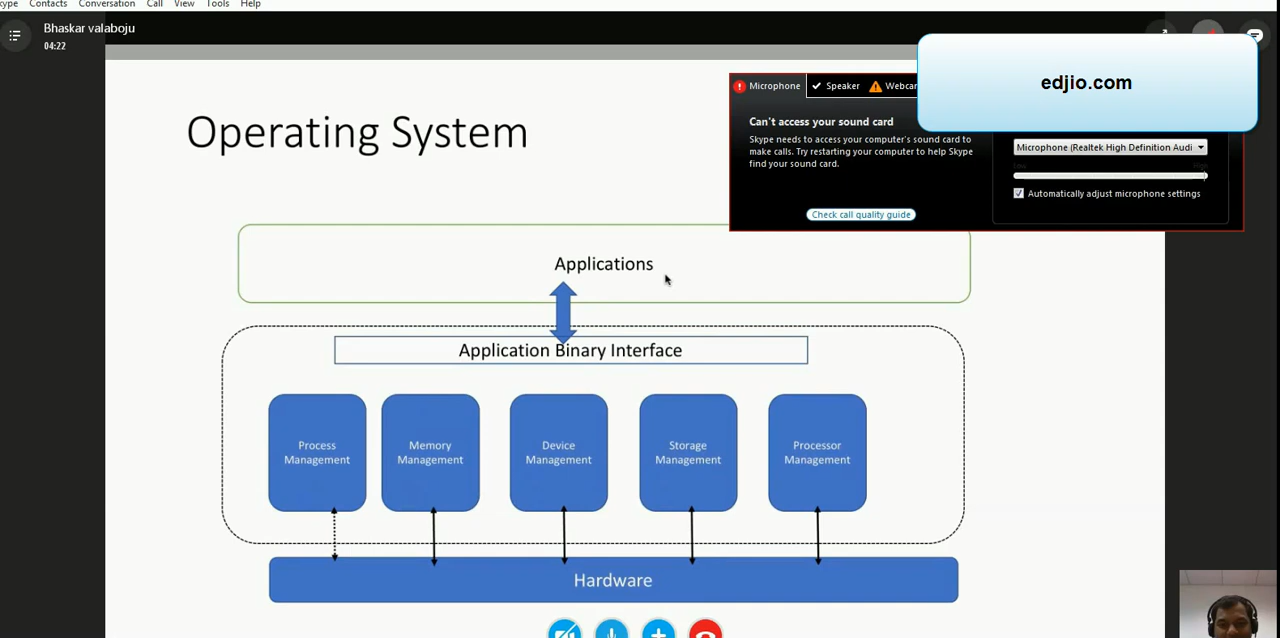 Contacts Conversation Call View Tools Help
Bhaskar valaboju
04:22
edjio.com
Microphone Speaker
Can't access your sound card
Skype needs to access your computer's sound card to
make calls. Try restarting your computer to help Skype
find your sound card.
Check call quality guide
Microphone (Realtek High Definition Audi
Automatically adjust microphone settings
Operating System
Applications
Application Binary Interface
Process
Management
Memory
Management
Device
Management
Storage
Management
Processor
Management
Hardware